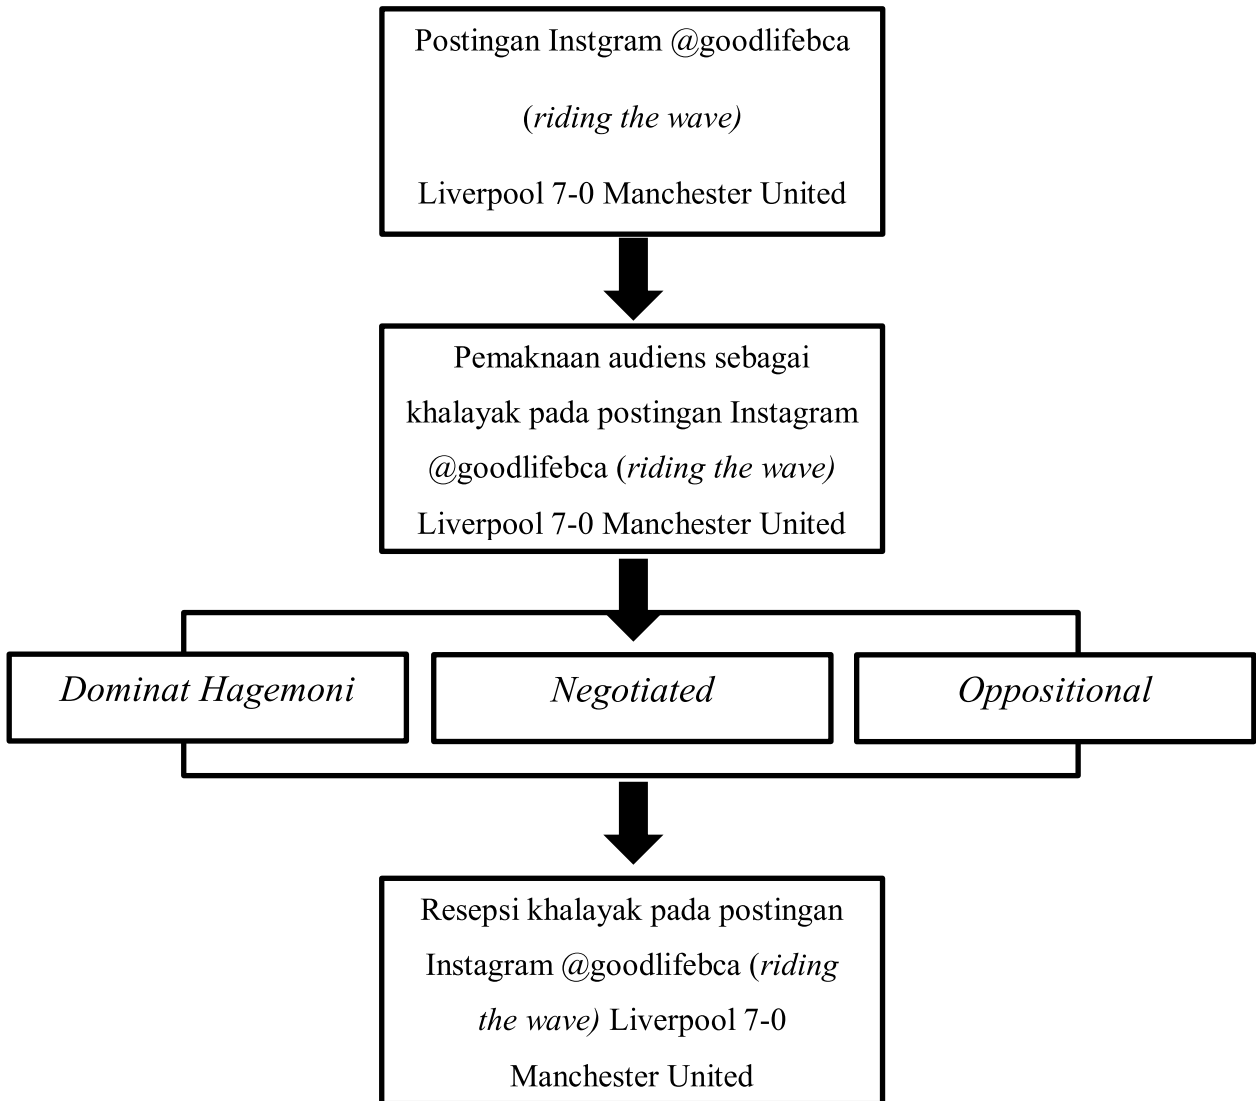 Postingan Instgram @goodlifebca
(riding the wave)
Liverpool 7-0 Manchester United
Pemaknaan audiens sebagai
khalayak pada postingan Instagram
@goodlifebca (riding the wave)
Liverpool 7-0 Manchester United
Dominat Hagemoni
Negotiated
Oppositional
Resepsi khalayak pada postingan
Instagram @goodlifebca (riding
the wave) Liverpool 7-0
Manchester United